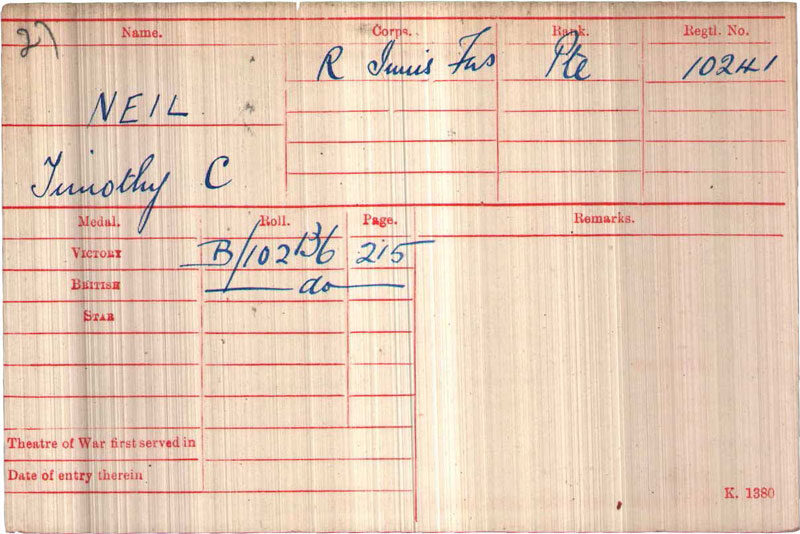 2)
Name. Corps. Rank. Regtl. No.
R Innis Fus Pte 10241
NEIL
Timothy C
Medal. Roll. Page. Remarks.
VICTORY B/102B6 215
BRITISH do
STAR
Theatre of War first served in
Date of entry therein
K. 1380